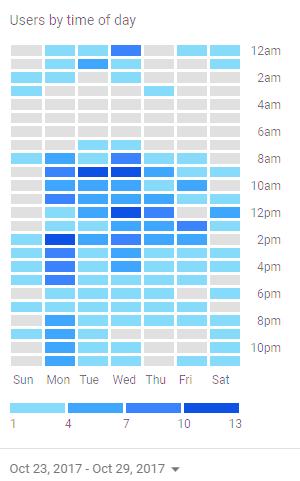 Users by time of day
12am
2am
4am
6am
8am
10am
12pm
2pm
4pm
6pm
8pm
10pm
Sun Mon Tue Wed Thu Fri Sat
1 4 7 10 13
Oct 23, 2017 - Oct 29, 2017